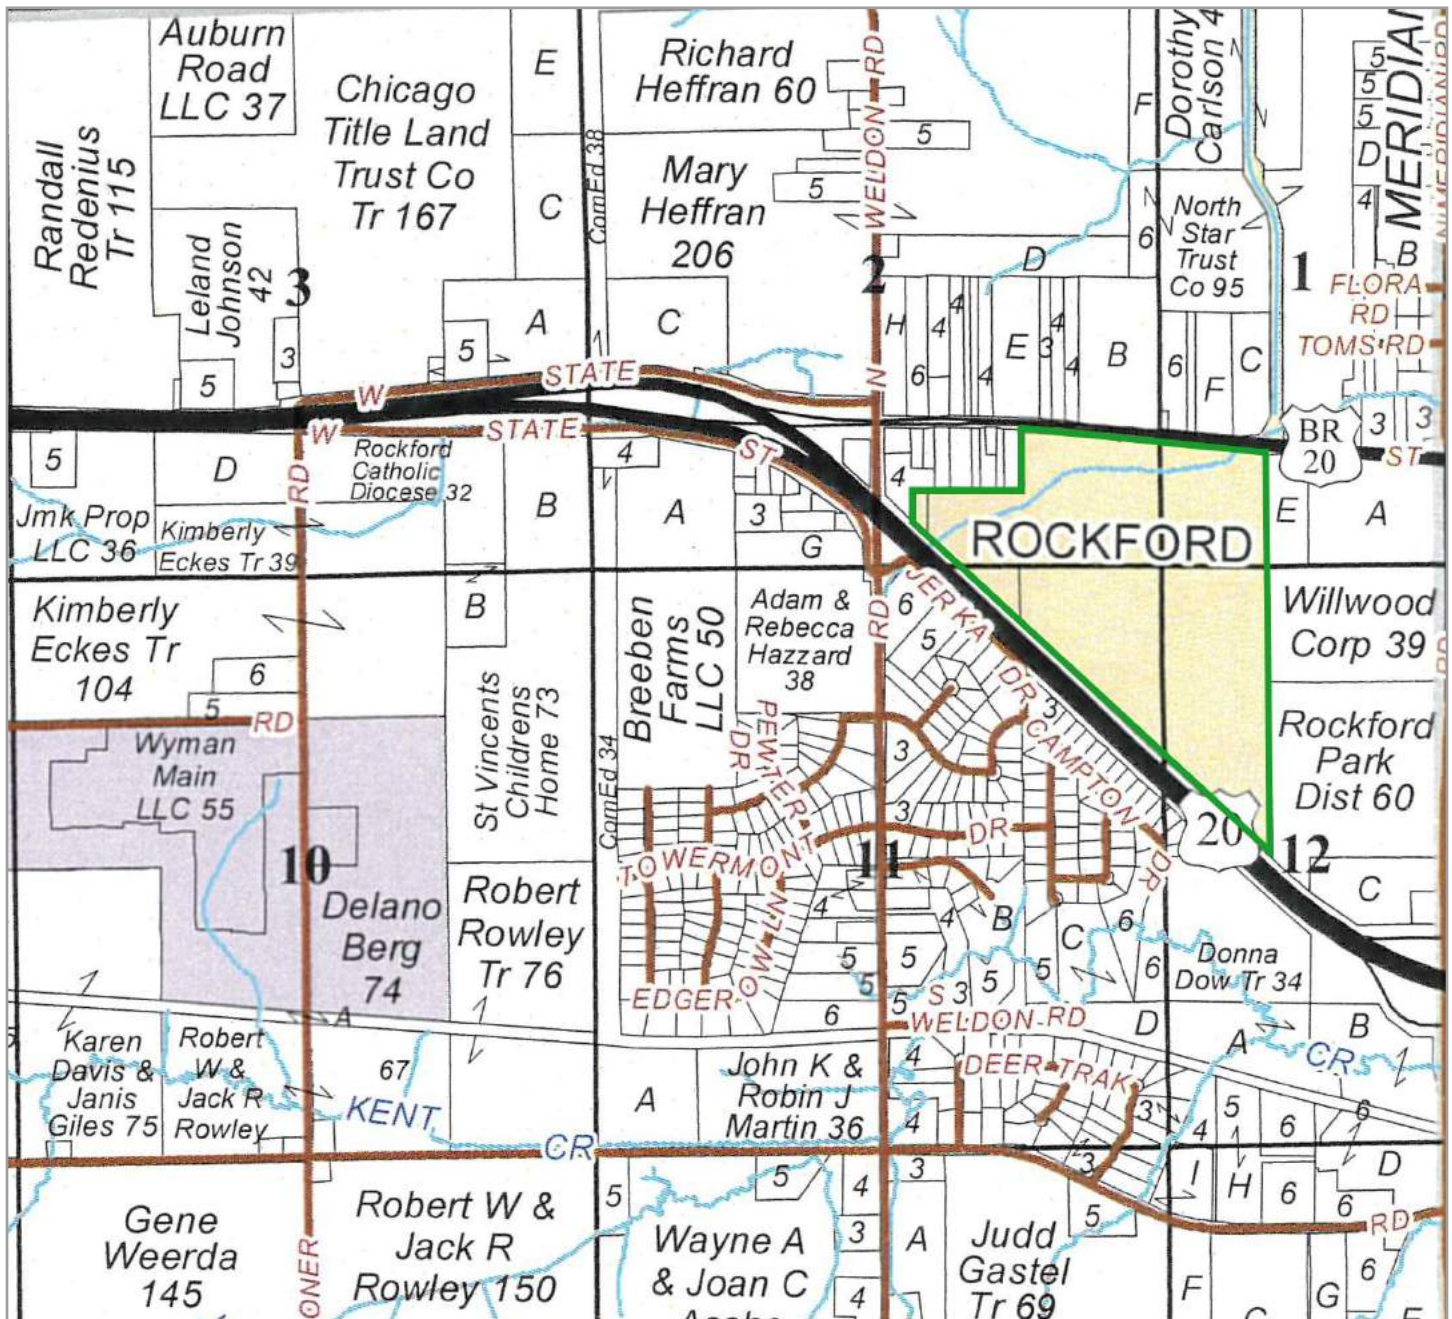 Auburn
Road
LLC 37
Randall
Redenius
Tr 115
Chicago
Title Land
Trust Co
Tr 167
Leland
Johnson
42
3
3
5
E
C
A
5
ComEd 38
Richard
Heffran 60
Mary
Heffran
206
C
5
5
N WELDON RD
2
F
Dorothy
Carlson 4
6
North
Star
Trust
Co 95
1
D
H
4
4
6
4
E
3
4
4
B
6
F
C
MERIDIAN
5
5
5
D
4
B
FLORA
RD
TOMS RD
3
3
W
STATE
W
STATE
ST
BR
20
ST
5
D
RD
Rockford
Catholic
Diocese 32
B
4
A
3
G
4
ROCKFORD
E
A
Jmk Prop
LLC 36
Kimberly
Eckes Tr 39
Kimberly
Eckes Tr
104
6
5
RD
B
St Vincents
Childrens
Home 73
Breeben
Farms
LLC 50
ComEd 34
Adam &
Rebecca
Hazzard
38
RD
JERKA DR
6
5
3
CAMPTON
DR
3
3
DR
PEWTER
DR
Willwood
Corp 39
Rockford
Park
Dist 60
Wyman
Main
LLC 55
10
Delano
Berg
74
Robert
Rowley
Tr 76
TOWERMONT
11
20
12
C
4
4
B
C
6
5
5
5
5
5
6
Donna
Dow Tr 34
EDGER
6
5
S
3
WELDON RD
D
A
B
CR
A
Karen
Davis &
Janis
Giles 75
Robert
W &
Jack R
Rowley
67
KENT
CR
A
John K &
Robin J
Martin 36
4
4
DEER TRAK
3
3
4
5
6
6
I
H
6
6
D
RD
Gene
Weerda
145
ONER
Robert W &
Jack R
Rowley 150
5
5
4
3
4
Wayne A
& Joan C
3
A
Judd
Gastel
Tr 69
5
F
G
6